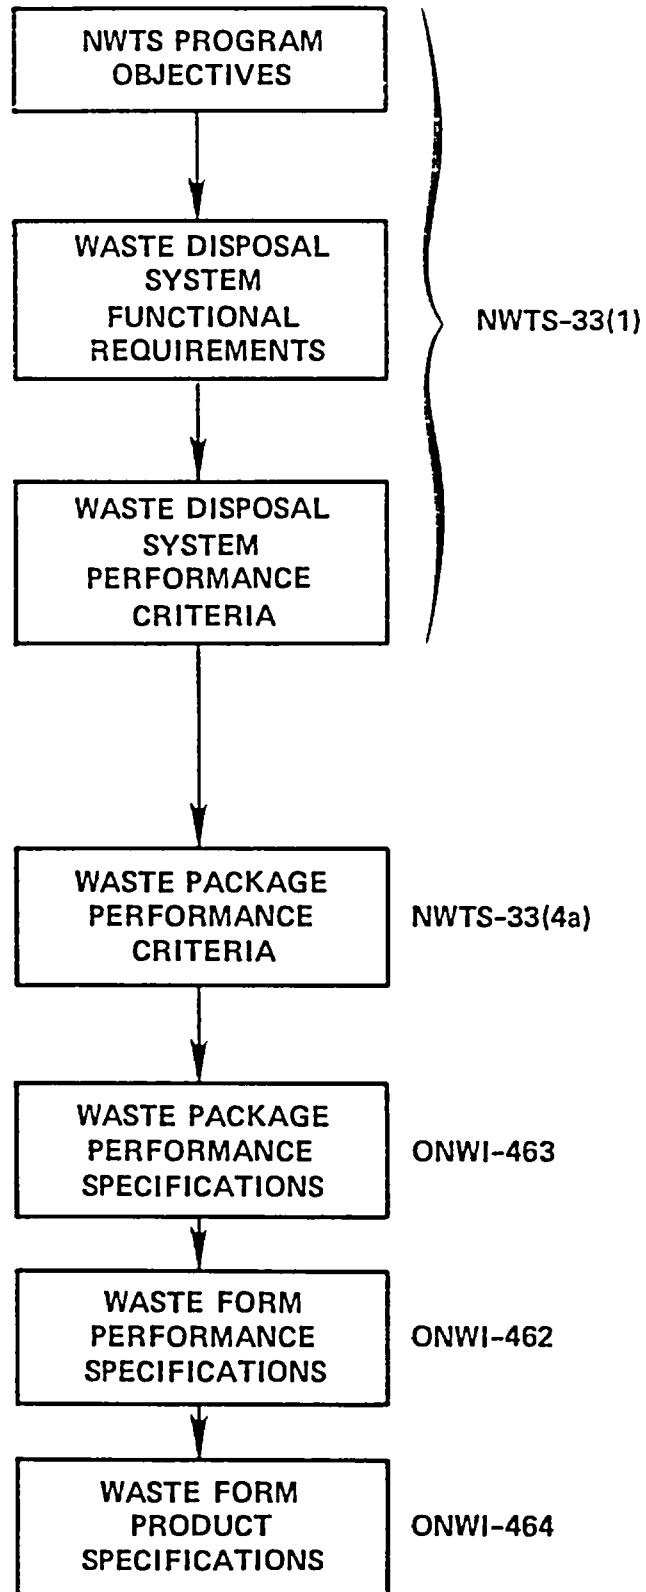 NWTS PROGRAM
OBJECTIVES
WASTE DISPOSAL
SYSTEM
FUNCTIONAL
REQUIREMENTS
NWTS-33(1)
WASTE DISPOSAL
SYSTEM
PERFORMANCE
CRITERIA
WASTE PACKAGE
PERFORMANCE
CRITERIA
NWTS-33(4a)
WASTE PACKAGE
PERFORMANCE
SPECIFICATIONS
ONWI-463
WASTE FORM
PERFORMANCE
SPECIFICATIONS
ONWI-462
WASTE FORM
PRODUCT
SPECIFICATIONS
ONWI-464